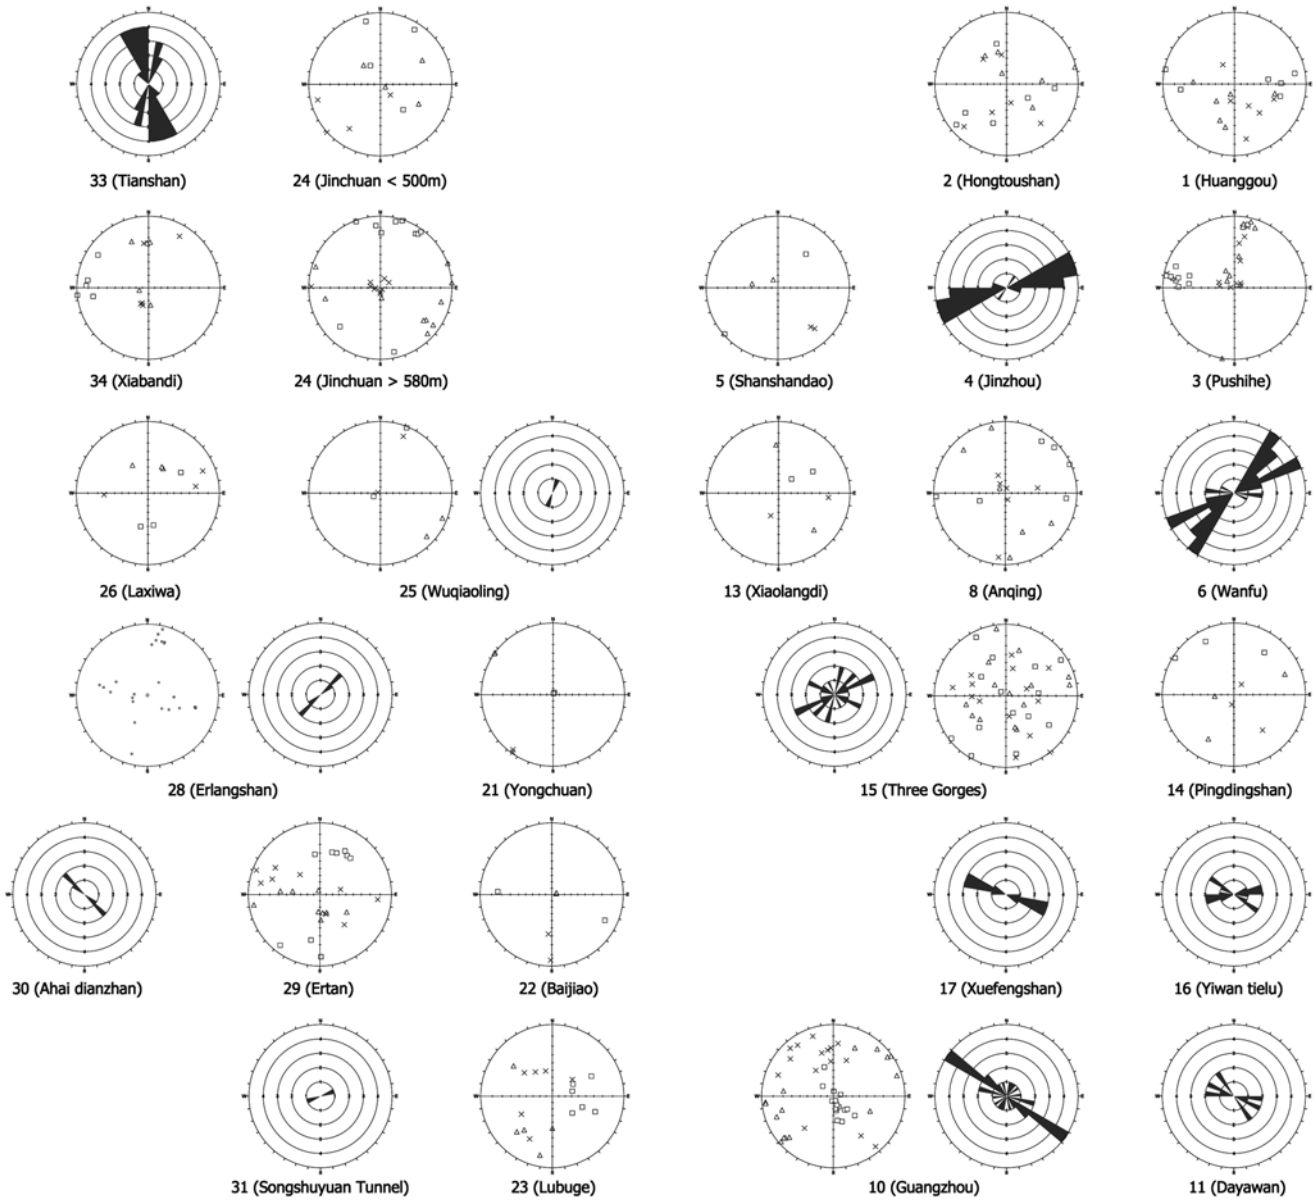 33 (Tianshan)
24 (Jinchuan < 500m)
2 (Hongtoushan)
1 (Huanggou)
34 (Xiabandi)
24 (Jinchuan > 580m)
5 (Shanshandao)
4 (Jinzhou)
3 (Pushihe)
26 (Laxiwa)
25 (Wuqiaoling)
13 (Xiaolangdi)
8 (Anqing)
6 (Wanfu)
28 (Erlangshan)
21 (Yongchuan)
15 (Three Gorges)
14 (Pingdingshan)
30 (Ahai dianzhan)
29 (Ertan)
22 (Baijiao)
17 (Xuefengshan)
16 (Yiwan tielu)
31 (Songshuyuan Tunnel)
23 (Lubuge)
10 (Guangzhou)
11 (Dayawan)